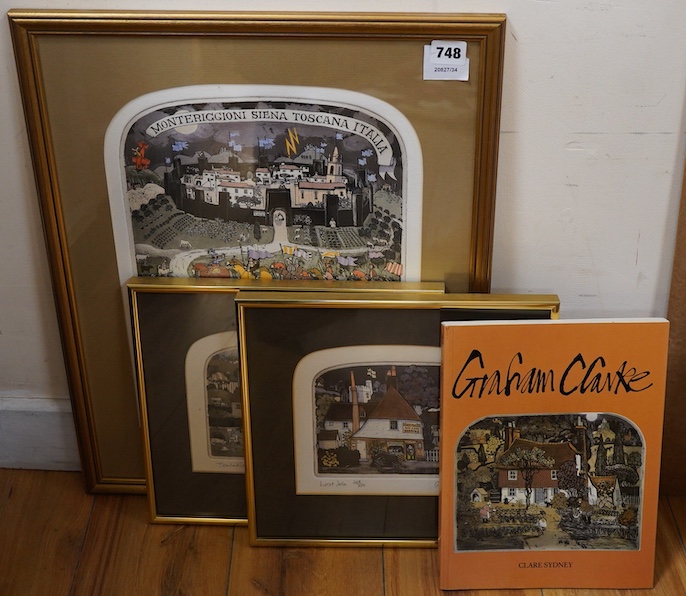 748
20827/34
MONTERIGGIONI SIENA TOSCANA ITALIA
Graham Clarke
CLARE SYDNEY